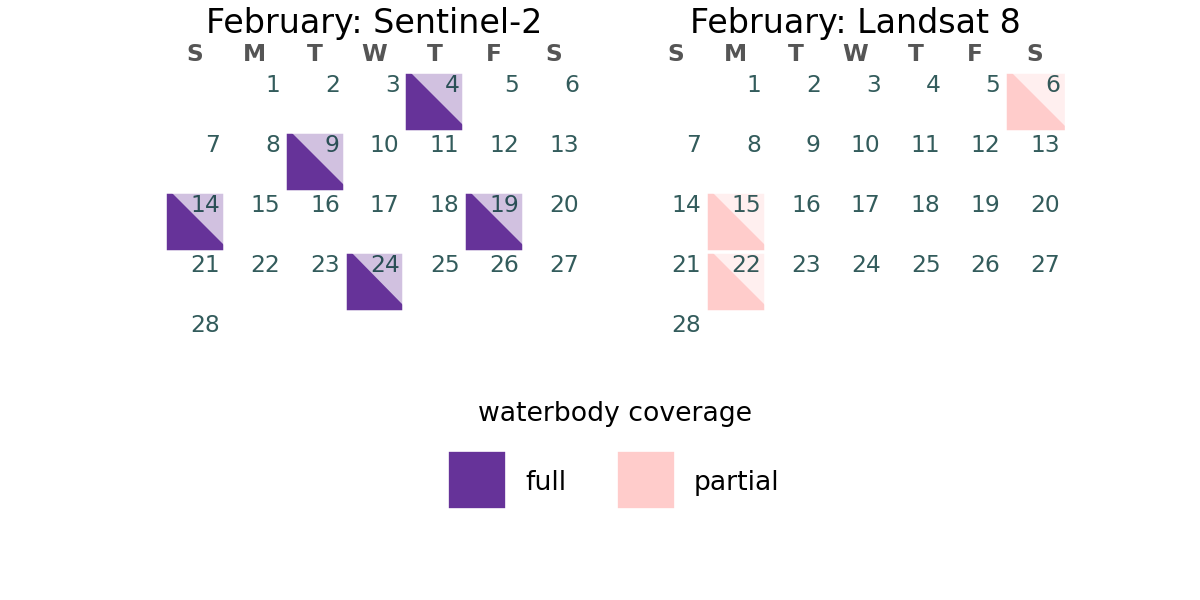 February: Sentinel-2
S M T W T F S
1 2 3 4 5 6
7 8 9 10 11 12 13
14 15 16 17 18 19 20
21 22 23 24 25 26 27
28
February: Landsat 8
S M T W T F S
1 2 3 4 5 6
7 8 9 10 11 12 13
14 15 16 17 18 19 20
21 22 23 24 25 26 27
28
waterbody coverage
full
partial